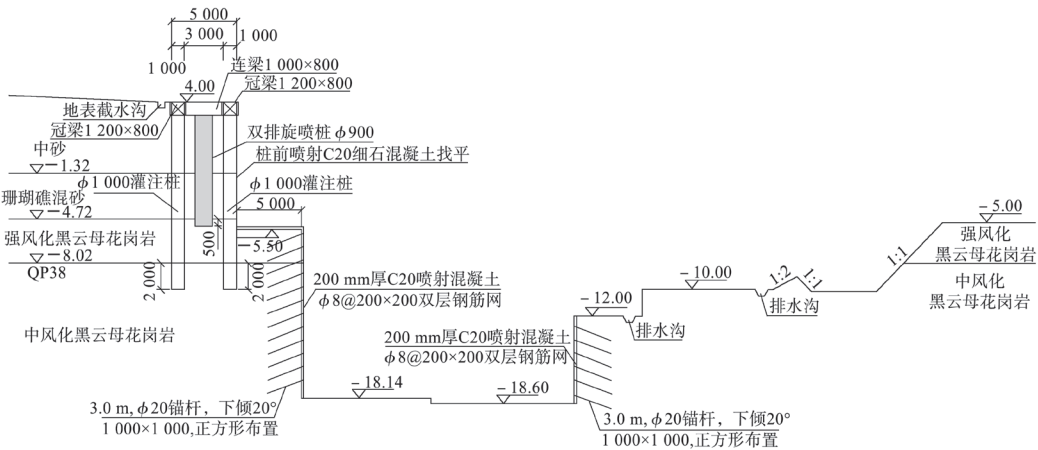 5 000
3 000
1 000
1 000
连梁1 000×800
4.00
冠梁1 200×800
地表截水沟
冠梁1 200×800
双排旋喷桩ϕ900
中砂
桩前喷射C20细石混凝土找平
-1.32
ϕ1 000灌注桩
ϕ1 000灌注桩
珊瑚礁混砂
5 000
-4.72
-5.00
强风化黑云母花岗岩
500
-5.50
强风化
黑云母花岗岩
-8.02
QP38
2 000
2 000
1:1
中风化
黑云母花岗岩
200 mm厚C20喷射混凝土
ϕ8@200×200双层钢筋网
-10.00
1:2
1:1
-12.00
排水沟
排水沟
中风化黑云母花岗岩
200 mm厚C20喷射混凝土
ϕ8@200×200双层钢筋网
-18.14
-18.60
3.0 m, ϕ20锚杆，下倾20°
1 000×1 000,正方形布置
3.0 m, ϕ20锚杆，下倾20°
1 000×1 000,正方形布置